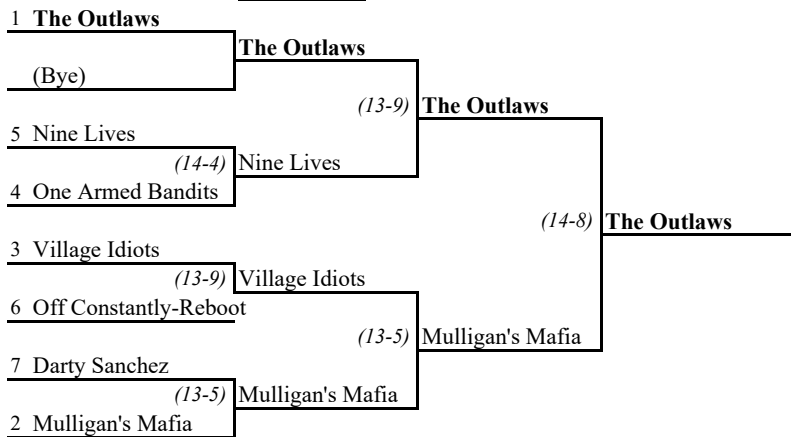 1 The Outlaws
The Outlaws
(Bye)
(13-9) The Outlaws
5 Nine Lives
(14-4) Nine Lives
4 One Armed Bandits
(14-8) The Outlaws
3 Village Idiots
(13-9) Village Idiots
6 Off Constantly-Reboot
(13-5) Mulligan's Mafia
7 Darty Sanchez
(13-5) Mulligan's Mafia
2 Mulligan's Mafia